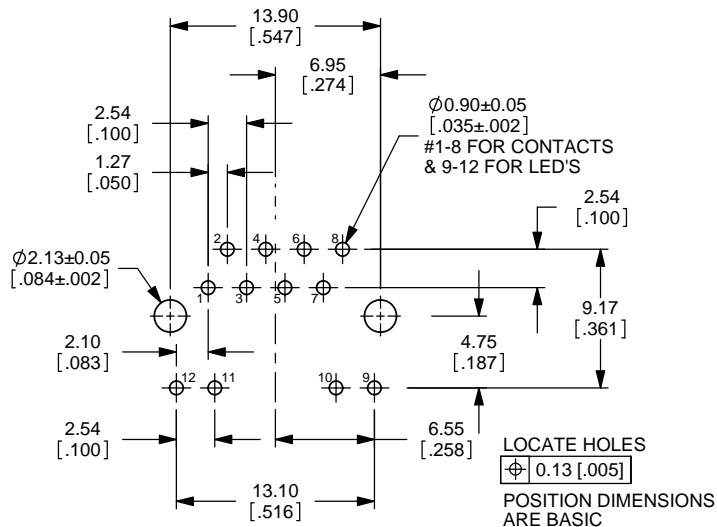 13.90
[.547]
6.95
[.274]
2.54
[.100]
Ø0.90±0.05
[.035±.002]
#1-8 FOR CONTACTS
& 9-12 FOR LED'S
1.27
[.050]
2.54
[.100]
2 4 6 8
Ø2.13±0.05
[.084±.002]
1 3 5 7
9.17
[.361]
4.75
[.187]
2.10
[.083]
12 11 10 9
2.54
[.100]
6.55
[.258]
LOCATE HOLES
⌖ 0.13 [.005]
13.10
[.516]
POSITION DIMENSIONS
ARE BASIC